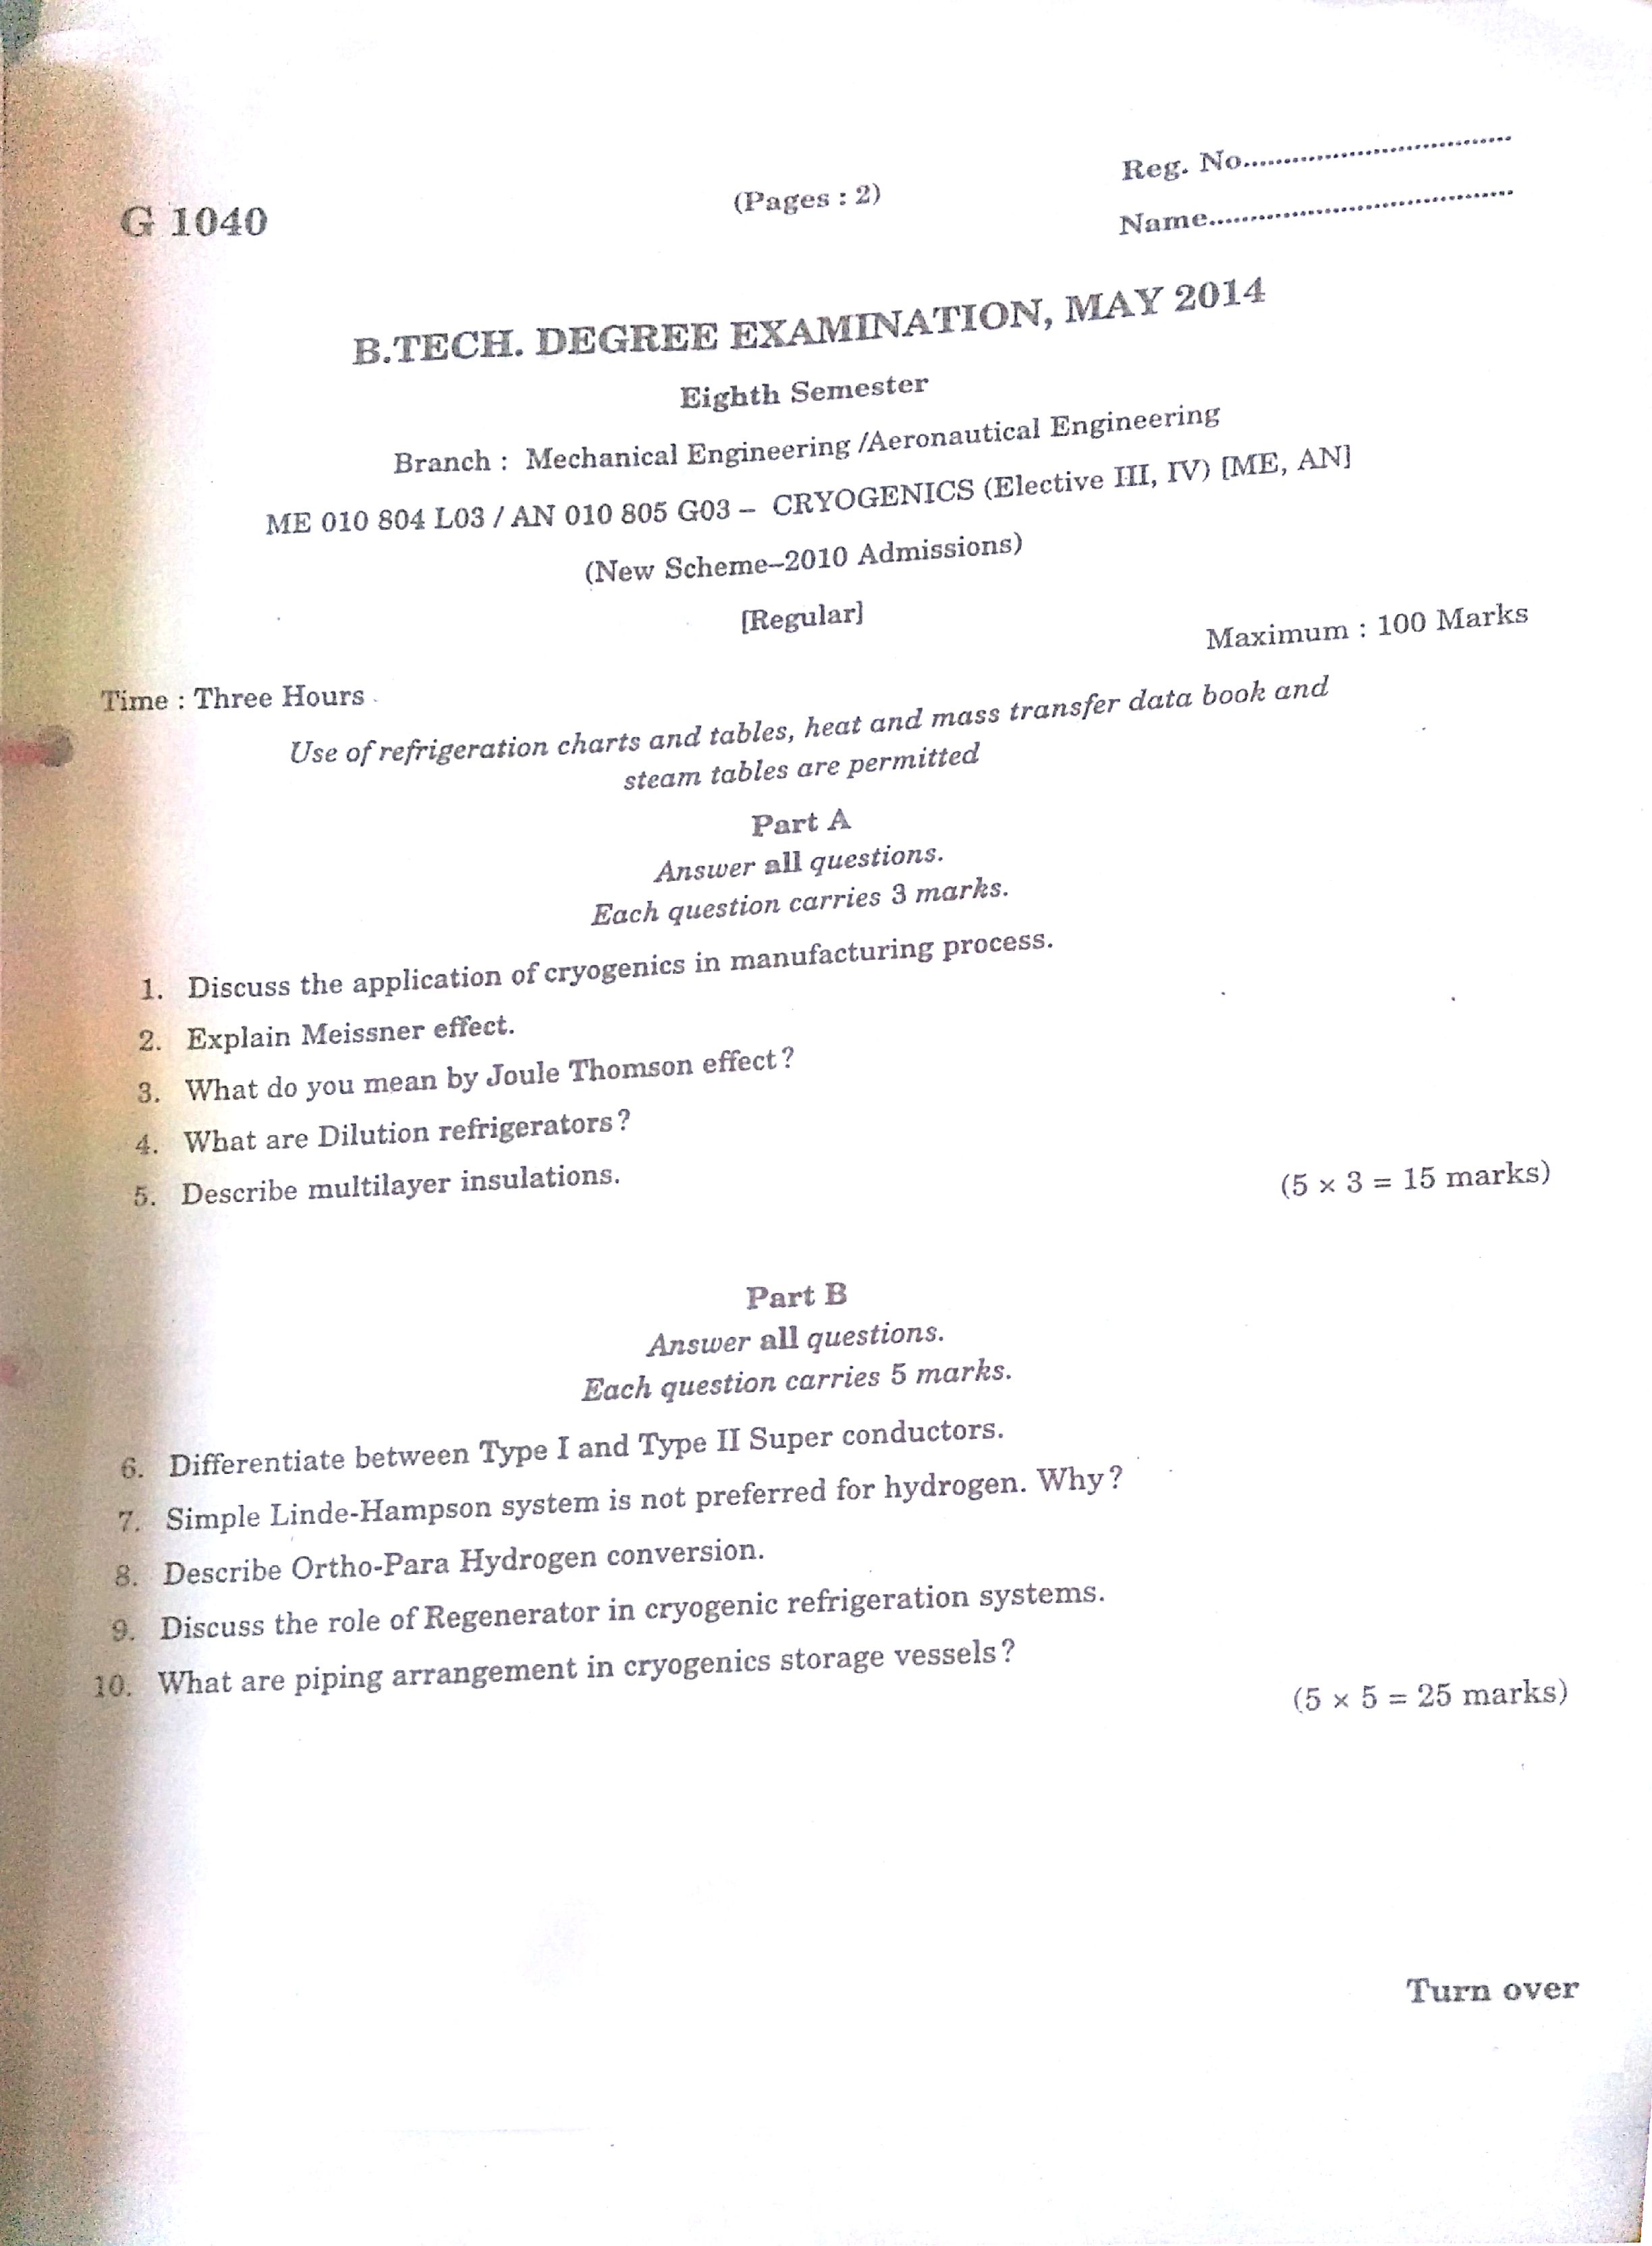 G 1040
(Pages : 2)
Reg. No..................................
Name.....................................
B.TECH. DEGREE EXAMINATION, MAY 2014
Eighth Semester
Branch : Mechanical Engineering /Aeronautical Engineering
ME 010 804 L03 / AN 010 805 G03 – CRYOGENICS (Elective III, IV) [ME, AN]
(New Scheme–2010 Admissions)
[Regular]
Time : Three Hours
Maximum : 100 Marks
Use of refrigeration charts and tables, heat and mass transfer data book and
steam tables are permitted
Part A
Answer all questions.
Each question carries 3 marks.
1. Discuss the application of cryogenics in manufacturing process.
2. Explain Meissner effect.
3. What do you mean by Joule Thomson effect?
4. What are Dilution refrigerators?
5. Describe multilayer insulations.
(5 × 3 = 15 marks)
Part B
Answer all questions.
Each question carries 5 marks.
6. Differentiate between Type I and Type II Super conductors.
7. Simple Linde-Hampson system is not preferred for hydrogen. Why?
8. Describe Ortho-Para Hydrogen conversion.
9. Discuss the role of Regenerator in cryogenic refrigeration systems.
10. What are piping arrangement in cryogenics storage vessels?
(5 × 5 = 25 marks)
Turn over